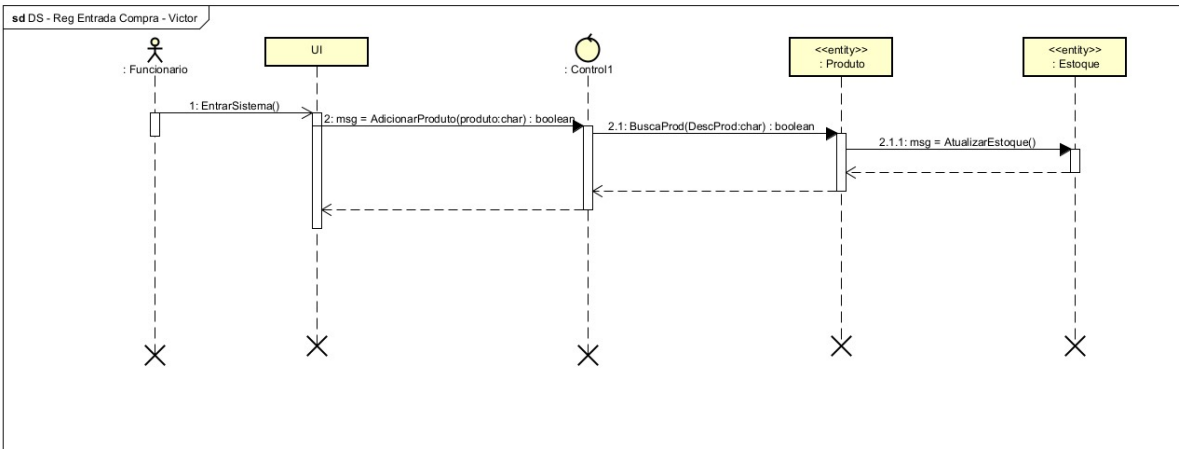 sd DS - Reg Entrada Compra - Victor
: Funcionario
UI
: Control1
<<entity>>
: Produto
<<entity>>
: Estoque
1: EntrarSistema()
2: msg = AdicionarProduto(produto:char) : boolean
2.1: BuscaProd(DescProd:char) : boolean
2.1.1: msg = AtualizarEstoque()